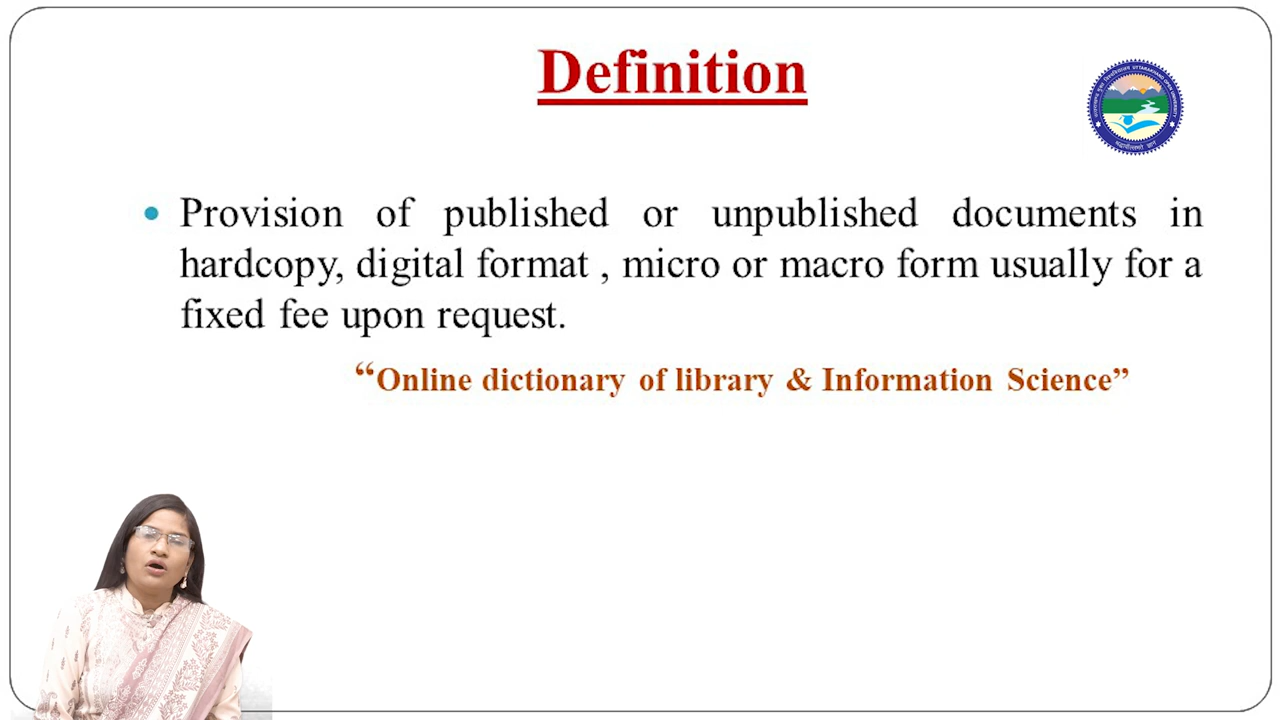 Definition
Provision of published or unpublished documents in
hardcopy, digital format , micro or macro form usually for a
fixed fee upon request.
“Online dictionary of library & Information Science”